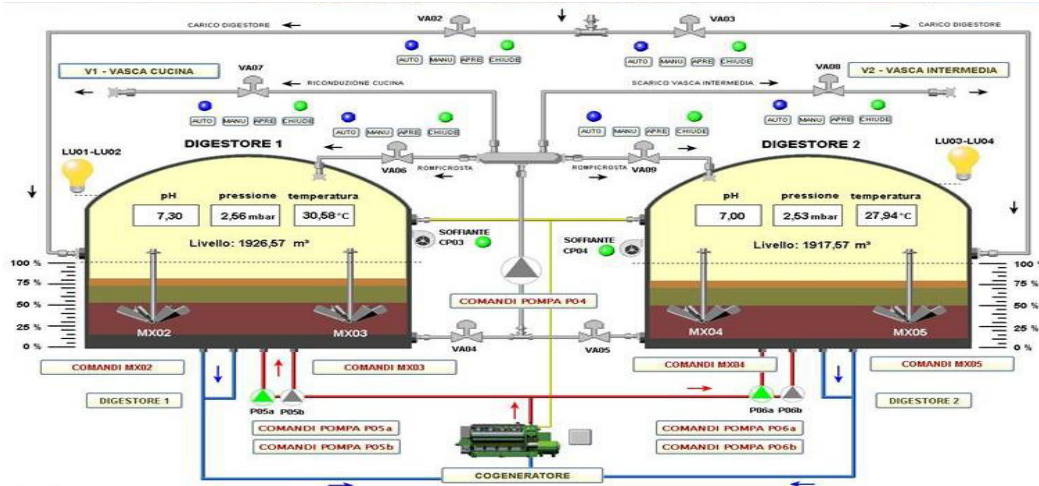 VA02
VA03
CARICO DIGESTORE
CARICO DIGESTORE
AUTO MANU APRE CHIUDE
AUTO MANU APRE CHIUDE
V1 - VASCA CUCINA
VA07
RICONDUZIONE CUCINA
SCARICO VASCA INTERMEDIA
VA08
V2 - VASCA INTERMEDIA
AUTO MANU APRE CHIUDE
AUTO MANU APRE CHIUDE
AUTO MANU APRE CHIUDE
AUTO MANU APRE CHIUDE
LU01-LU02
DIGESTORE 1
DIGESTORE 2
LU03-LU04
VA06
ROMPICROSTA
ROMPICROSTA
VA09
pH pressione temperatura
7,30 2,56 mbar 30,58 °C
Livello: 1926,57 m³
pH pressione temperatura
7,00 2,53 mbar 27,94 °C
Livello: 1917,57 m³
SOFFIANTE
CP03
SOFFIANTE
CP04
100 %
75 %
50 %
25 %
0 %
100 %
75 %
50 %
25 %
0 %
COMANDI POMPA P04
MX02
MX03
MX04
MX05
VA04
VA05
COMANDI MX02
COMANDI MX03
COMANDI MX04
COMANDI MX05
DIGESTORE 1
P05a
P05b
P06a
P06b
DIGESTORE 2
COMANDI POMPA P05a
COMANDI POMPA P05b
COMANDI POMPA P06a
COMANDI POMPA P06b
COGENERATORE